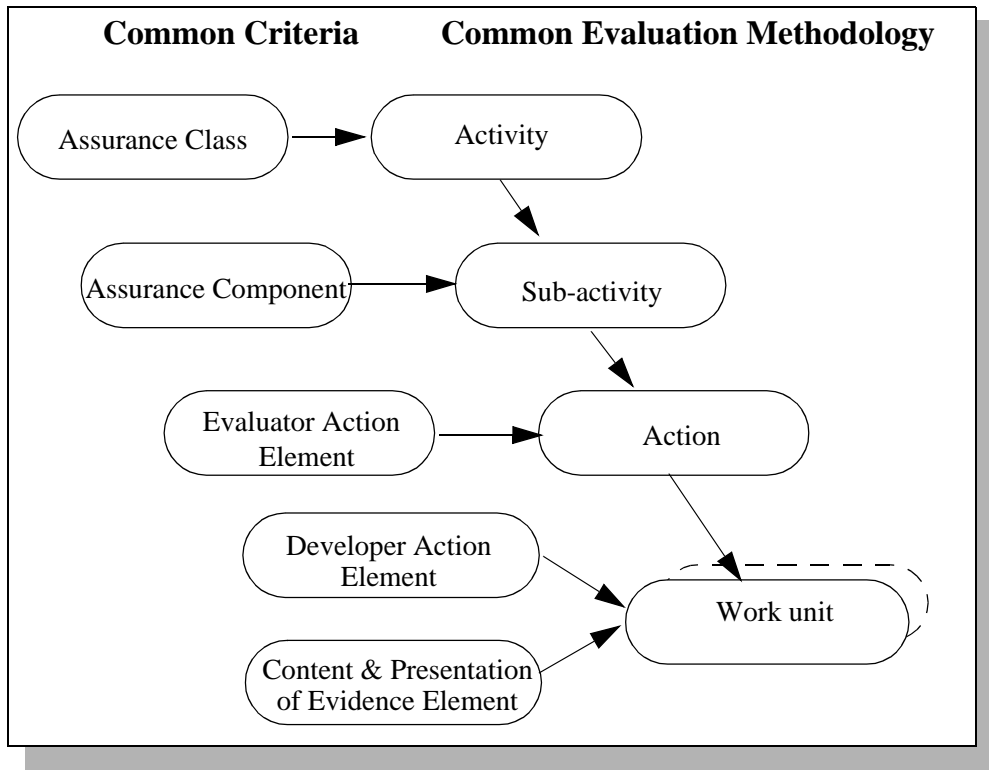 Common Criteria
Common Evaluation Methodology
Assurance Class
Activity
Assurance Component
Sub-activity
Evaluator Action
Element
Action
Developer Action
Element
Work unit
Content & Presentation
of Evidence Element